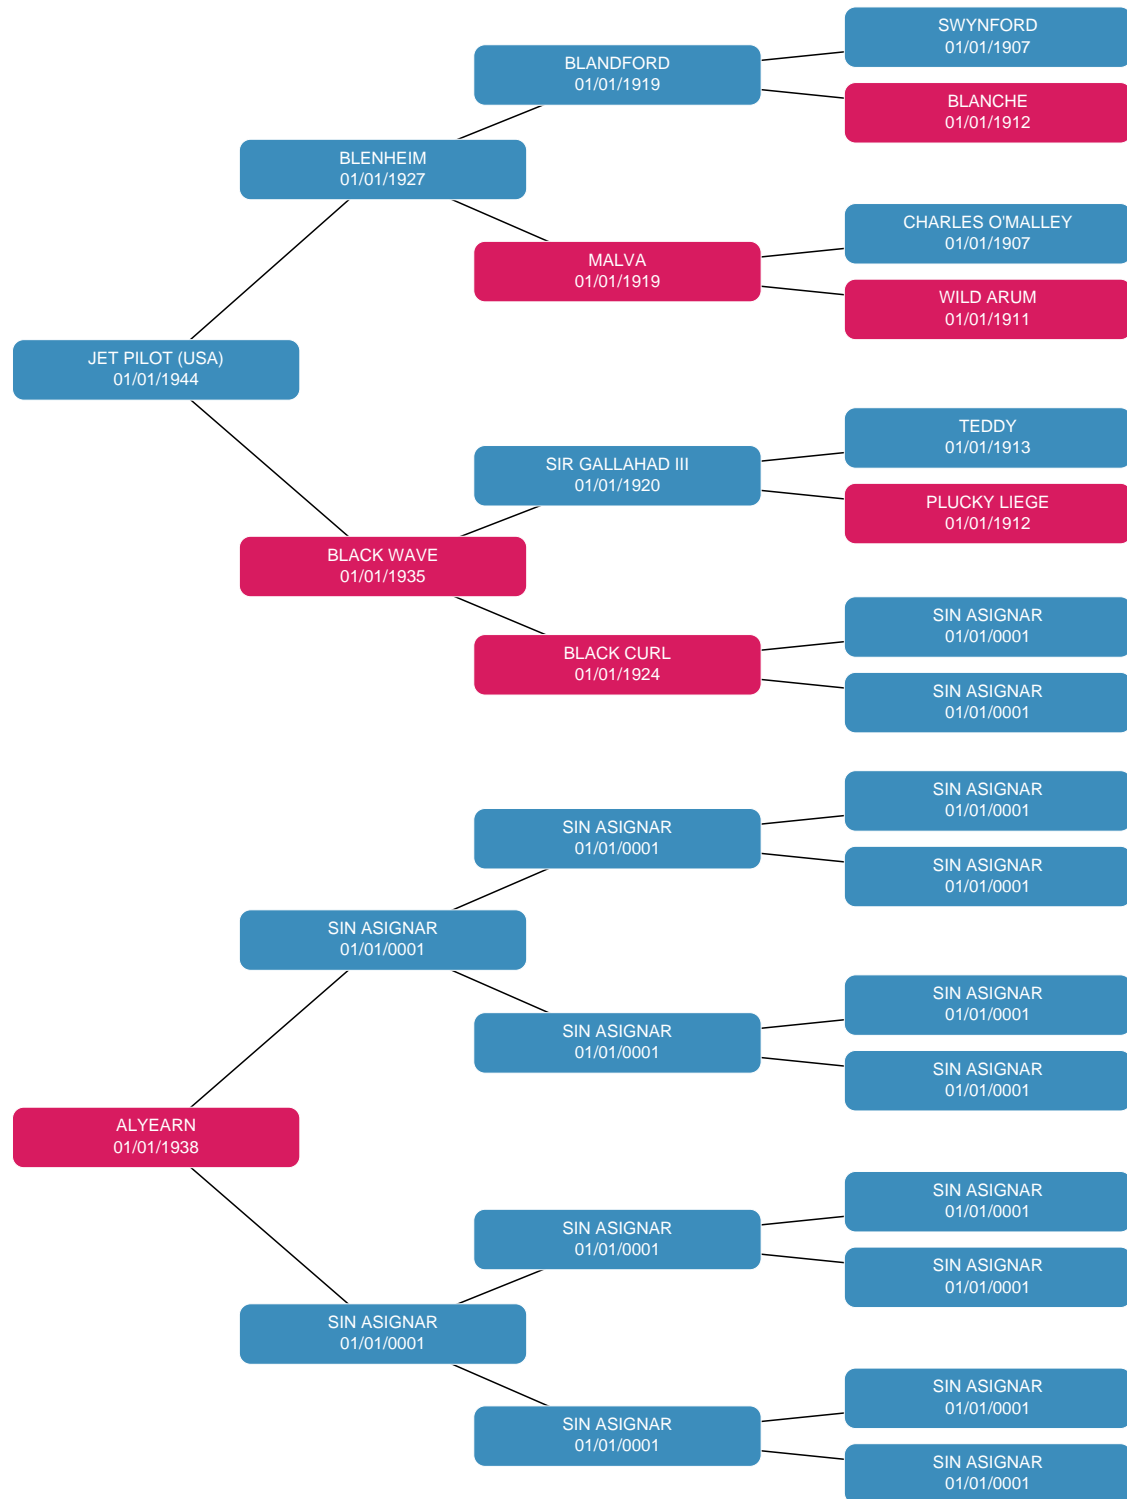 SWYNFORD
01/01/1907
BLANDFORD
01/01/1919
BLANCHE
01/01/1912
BLENHEIM
01/01/1927
CHARLES O'MALLEY
01/01/1907
MALVA
01/01/1919
WILD ARUM
01/01/1911
JET PILOT (USA)
01/01/1944
TEDDY
01/01/1913
SIR GALLAHAD III
01/01/1920
PLUCKY LIEGE
01/01/1912
BLACK WAVE
01/01/1935
SIN ASIGNAR
01/01/0001
BLACK CURL
01/01/1924
SIN ASIGNAR
01/01/0001
SIN ASIGNAR
01/01/0001
SIN ASIGNAR
01/01/0001
SIN ASIGNAR
01/01/0001
SIN ASIGNAR
01/01/0001
SIN ASIGNAR
01/01/0001
SIN ASIGNAR
01/01/0001
SIN ASIGNAR
01/01/0001
ALYEARN
01/01/1938
SIN ASIGNAR
01/01/0001
SIN ASIGNAR
01/01/0001
SIN ASIGNAR
01/01/0001
SIN ASIGNAR
01/01/0001
SIN ASIGNAR
01/01/0001
SIN ASIGNAR
01/01/0001
SIN ASIGNAR
01/01/0001